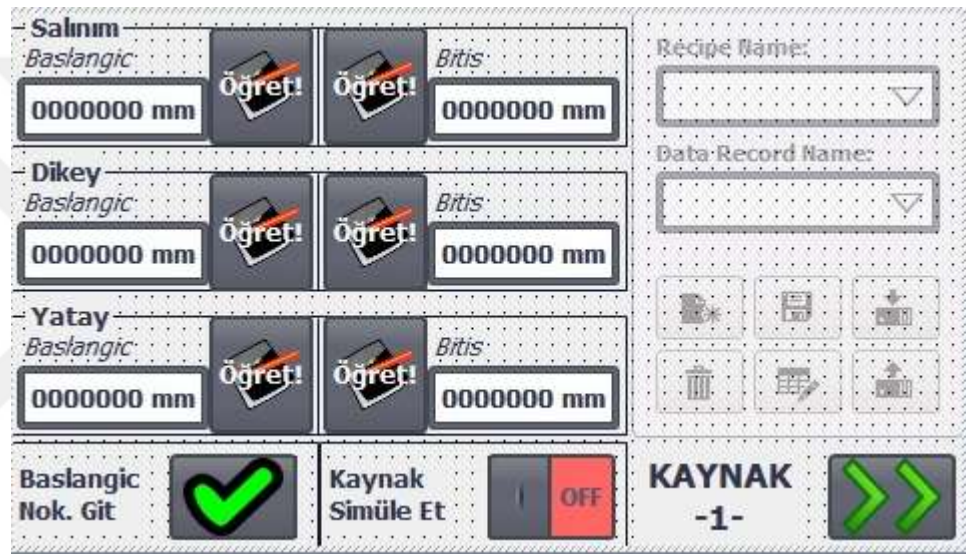 Salınım
Baslangic
Öğret!
Öğret!
Bitis
0000000 mm
0000000 mm
Dikey
Baslangic
Öğret!
Öğret!
Bitis
0000000 mm
0000000 mm
Yatay
Baslangic
Öğret!
Öğret!
Bitis
0000000 mm
0000000 mm
Baslangic
Nok. Git
Kaynak
Simüle Et
OFF
Recipe Name:
Data Record Name:
KAYNAK
-1-